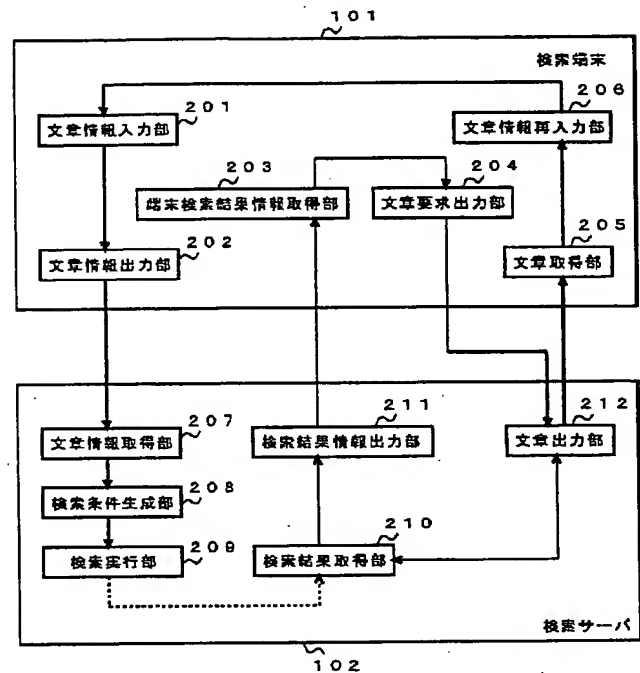 101
検索端末
201
文章情報入力部
206
文章情報再入力部
203
端末検索結果情報取得部
204
文章要求出力部
202
文章情報出力部
205
文章取得部
207
文章情報取得部
211
検索結果情報出力部
212
文章出力部
208
検索条件生成部
209
検索実行部
210
検索結果取得部
検索サーバ
102